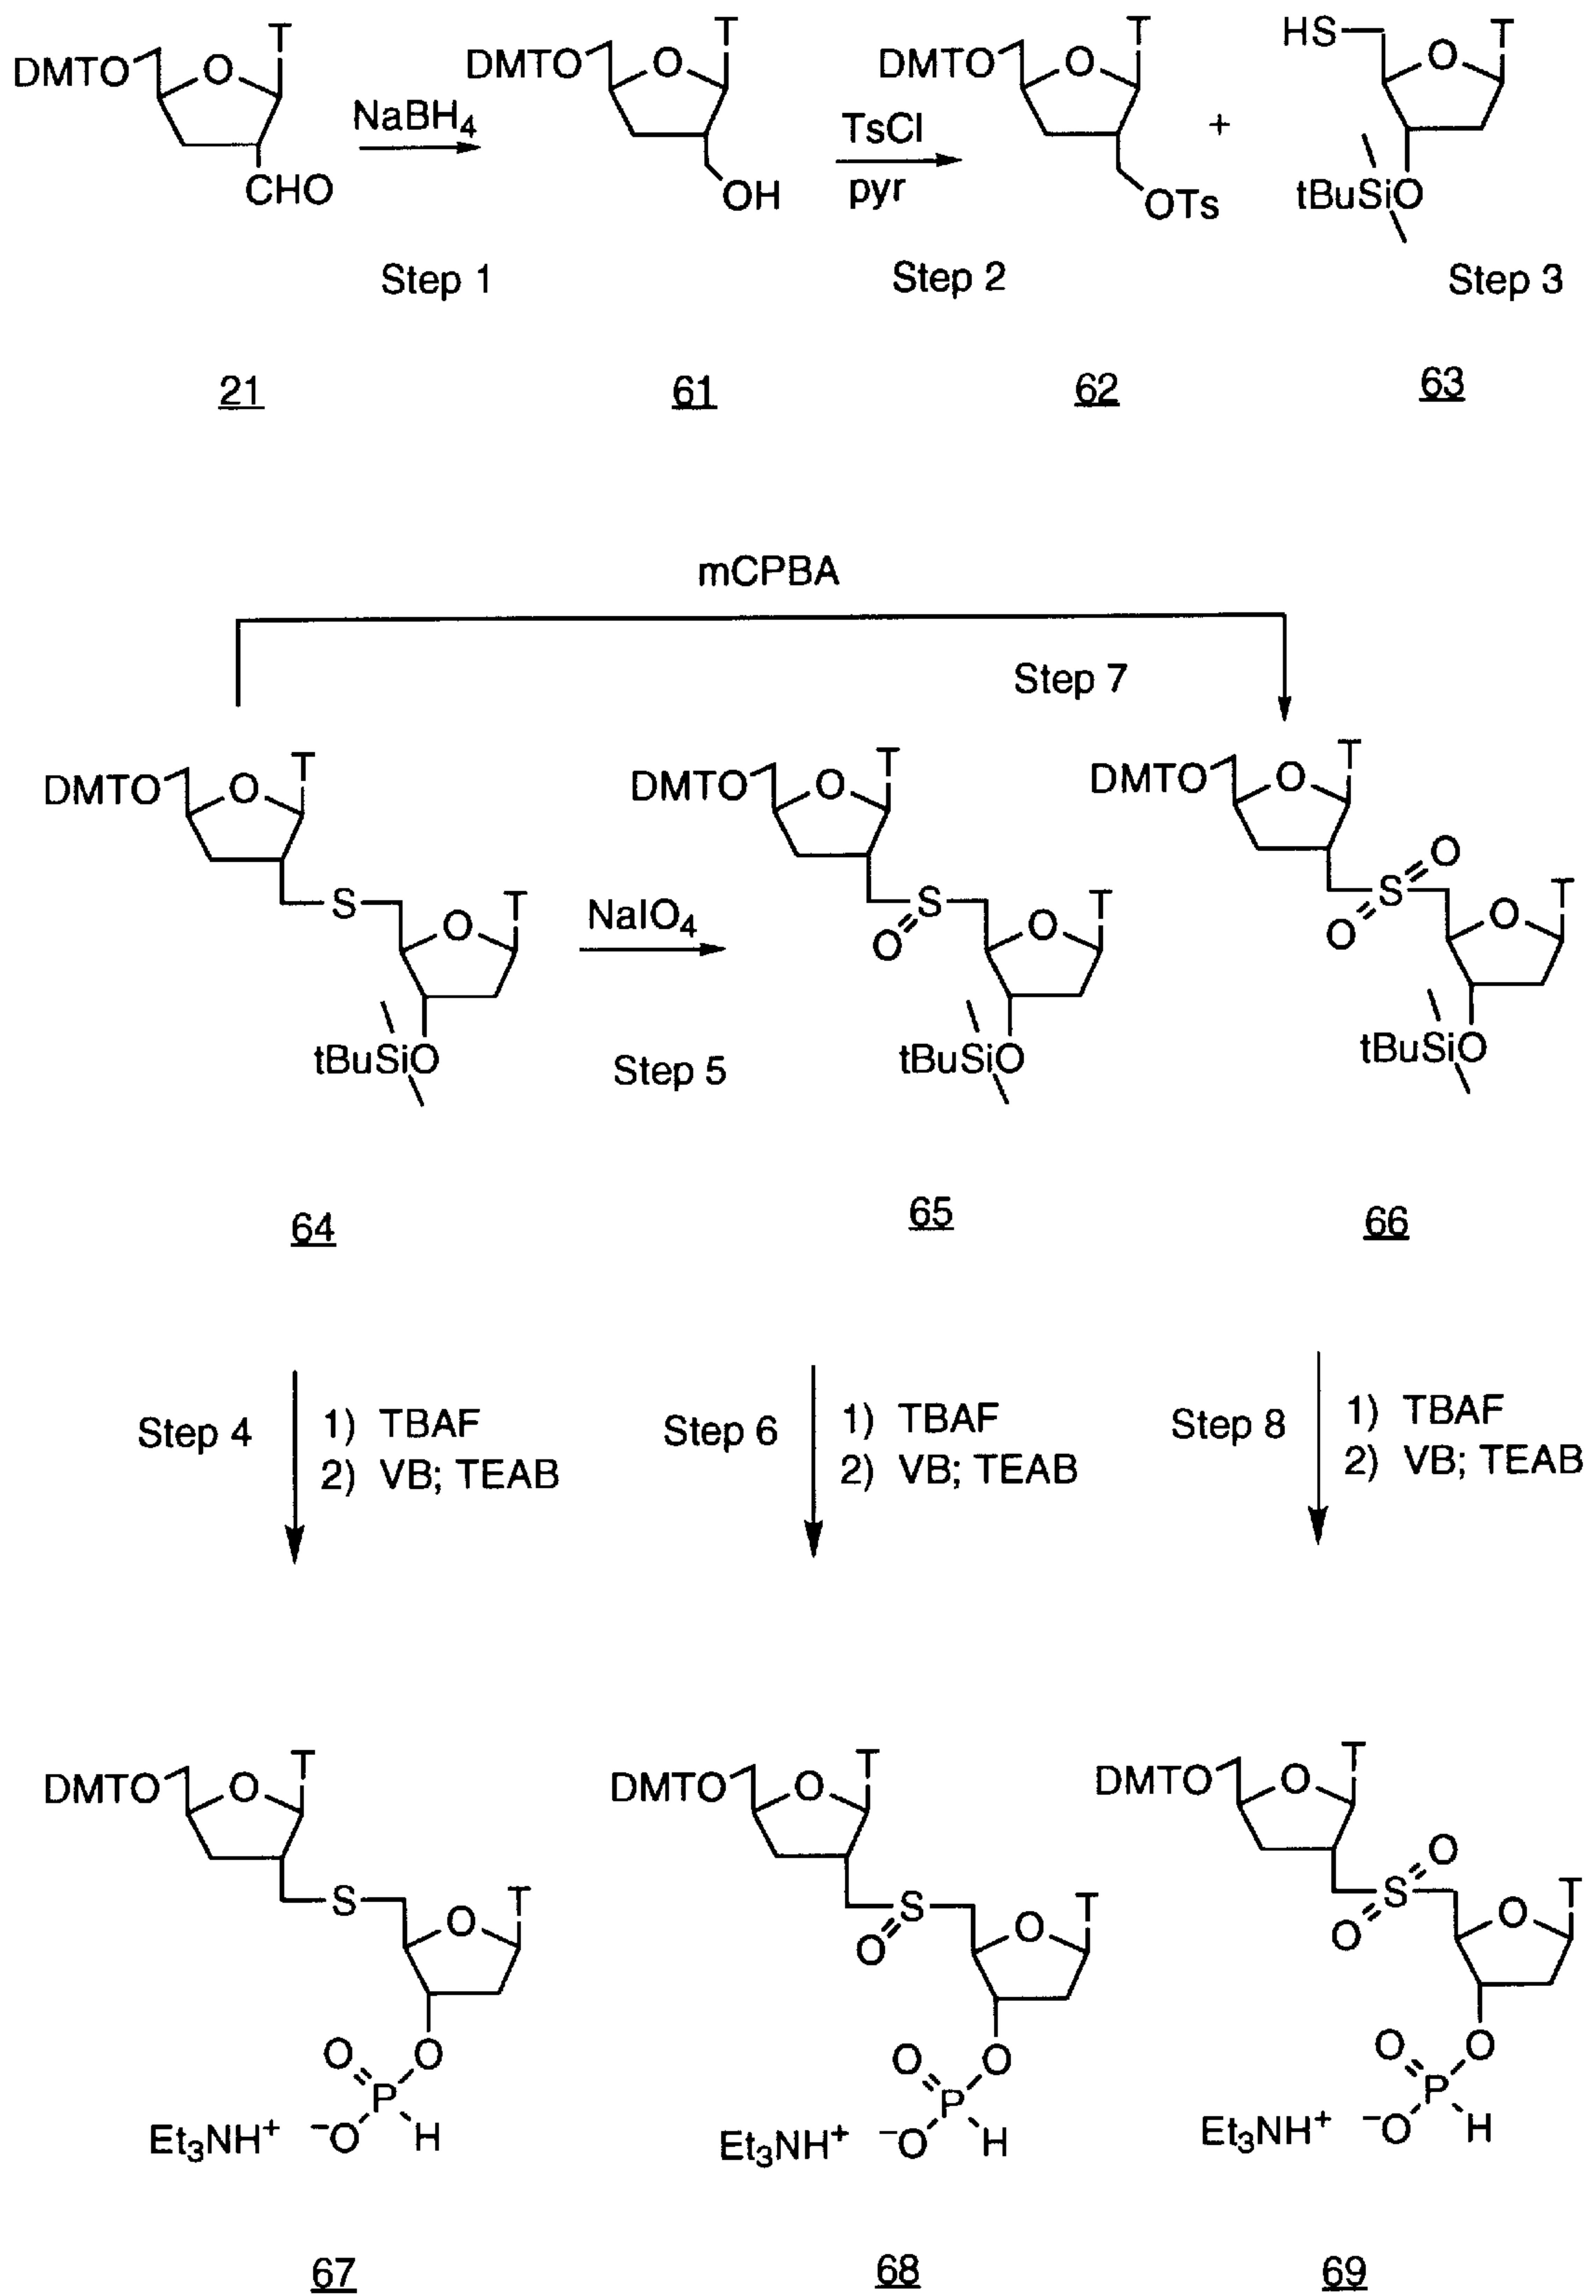 DMTO O T CHO
NaBH4
DMTO O T OH
TsCl
pyr
DMTO O T OTs
+
HS O T tBuSiO
Step 1 Step 2 Step 3
21 61 62 63
mCPBA
Step 7
DMTO O T
S O T
tBuSiO
NaIO4
Step 5
DMTO O T
S O O T
tBuSiO
DMTO O T
O S O O T
tBuSiO
64 65 66
Step 4
1) TBAF
2) VB; TEAB
Step 6
1) TBAF
2) VB; TEAB
Step 8
1) TBAF
2) VB; TEAB
DMTO O T
S O T
O O
P
Et3NH+ -O H
DMTO O T
S O O T
O O
P
Et3NH+ -O H
DMTO O T
O S O O T
O O
P
Et3NH+ -O H
67 68 69